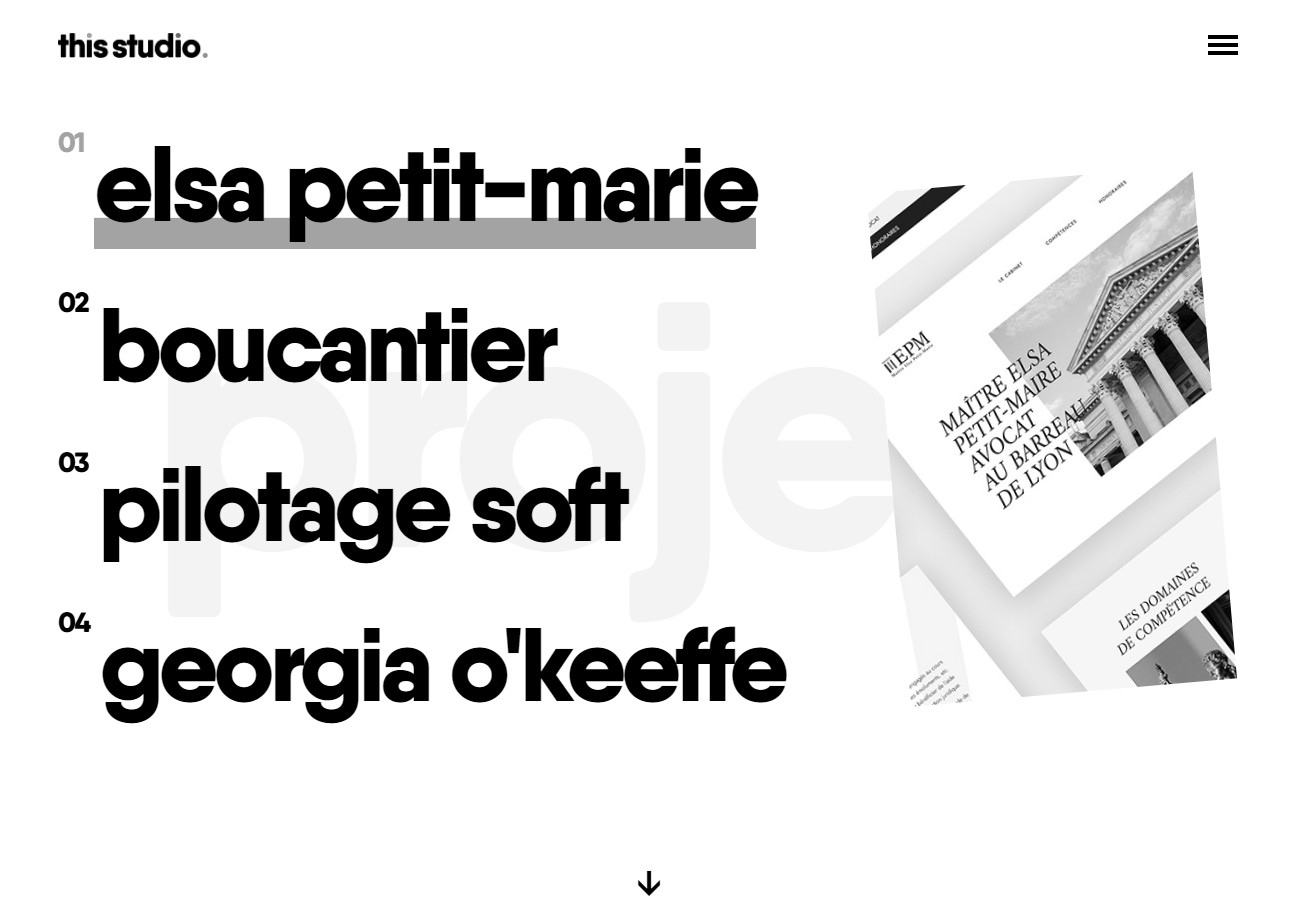 this studio.
01
elsa petit-marie
02
boucantier
03
pilotage soft
04
georgia o'keeffe
proje
HONORAIRES
LE CABINET
COMPÉTENCES
HONORAIRES
EPM
MAÎTRE ELSA
PETIT-MAIRE
AVOCAT
AU BARREAU
DE LYON
LES DOMAINES
DE COMPÉTENCE